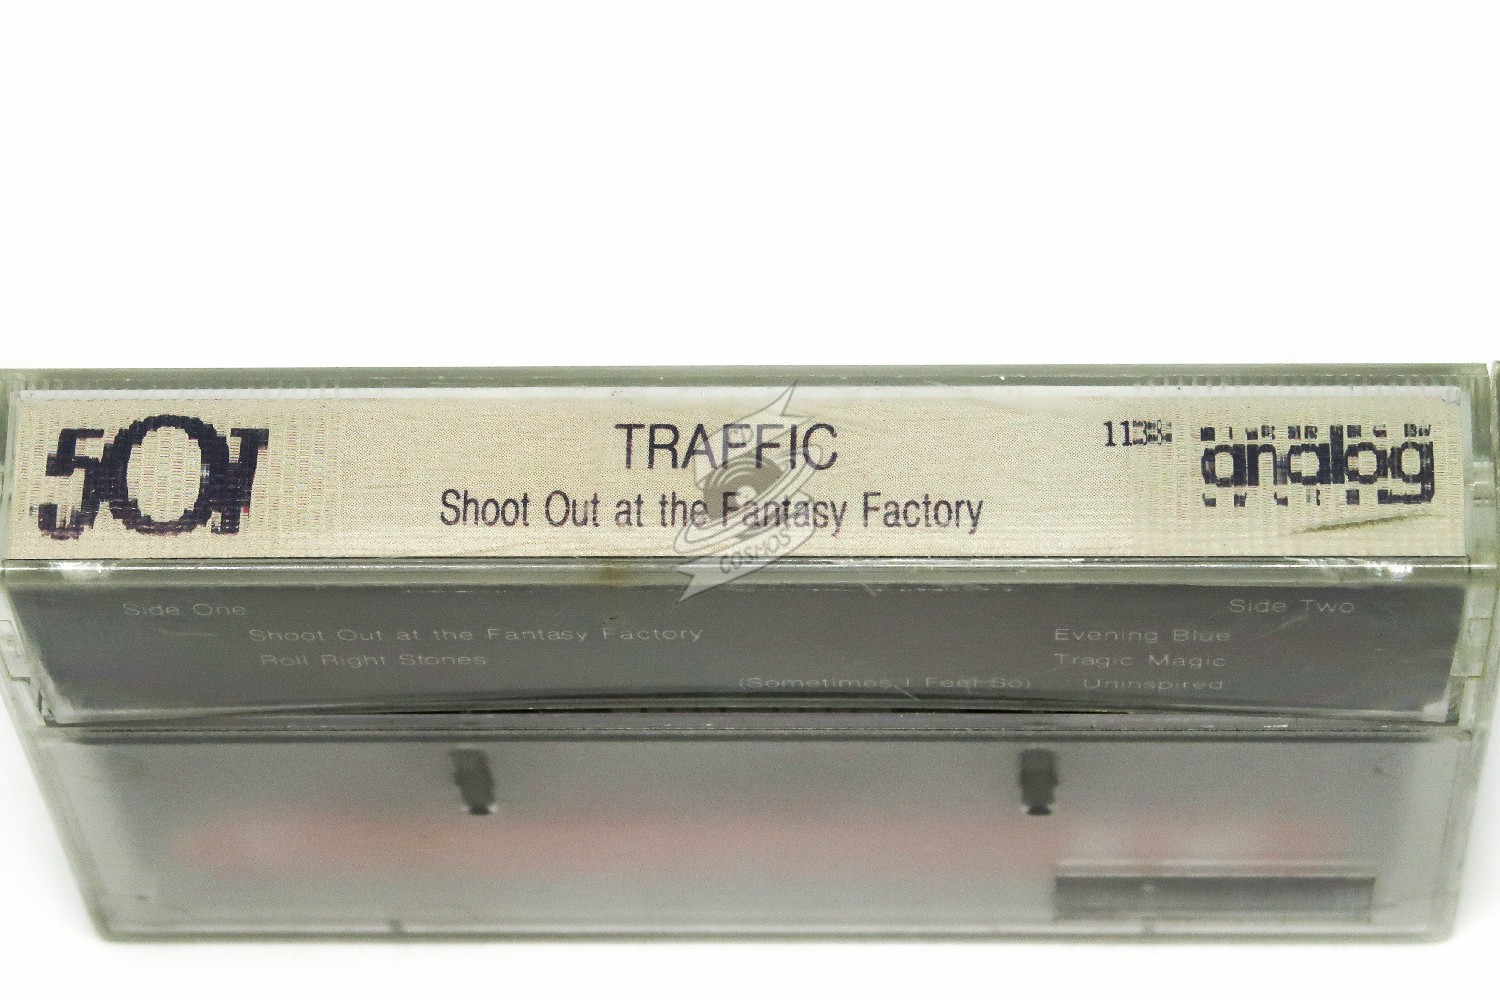 501
TRAFFIC
Shoot Out at the Fantasy Factory
analog
COSMOS
Side One
Shoot Out at the Fantasy Factory
Roll Right Stones
Side Two
Evening Blue
Tragic Magic
(Sometimes I Feel So) Uninspired